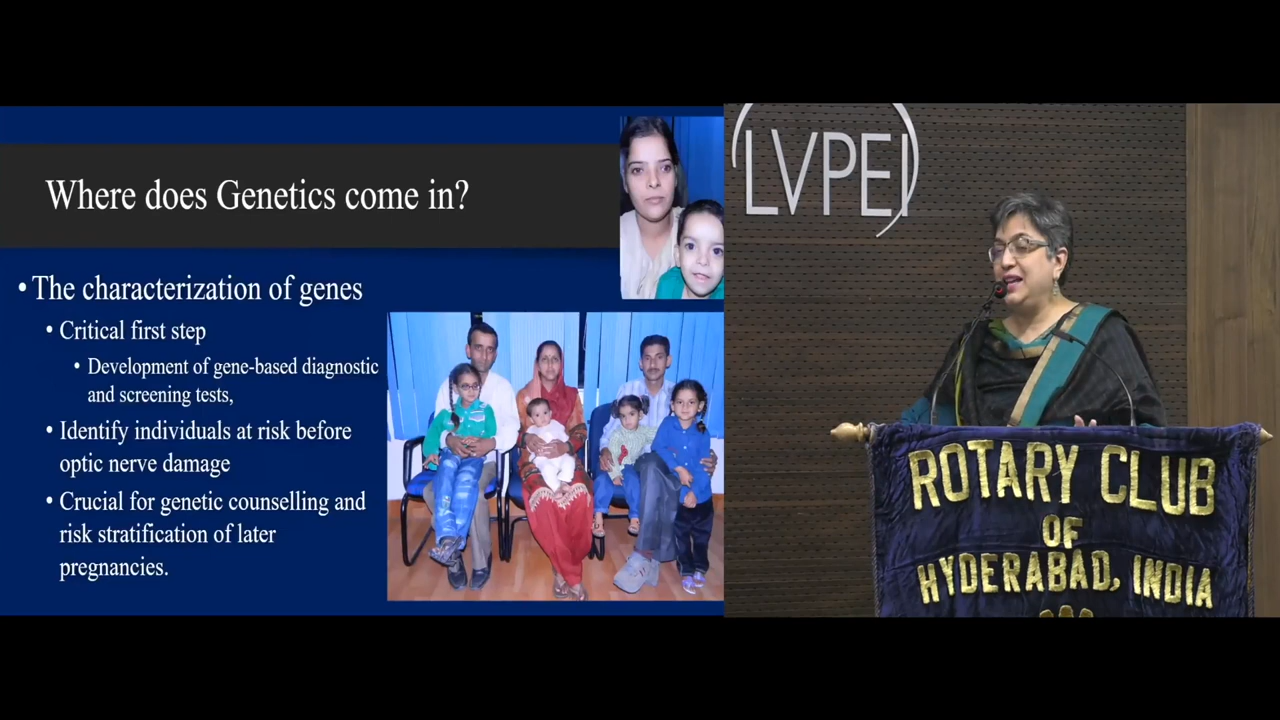 Where does Genetics come in?
• The characterization of genes
• Critical first step
• Development of gene-based diagnostic
and screening tests,
• Identify individuals at risk before
optic nerve damage
• Crucial for genetic counselling and
risk stratification of later
pregnancies.
LVPEI
ROTARY CLUB
OF
HYDERABAD, INDIA